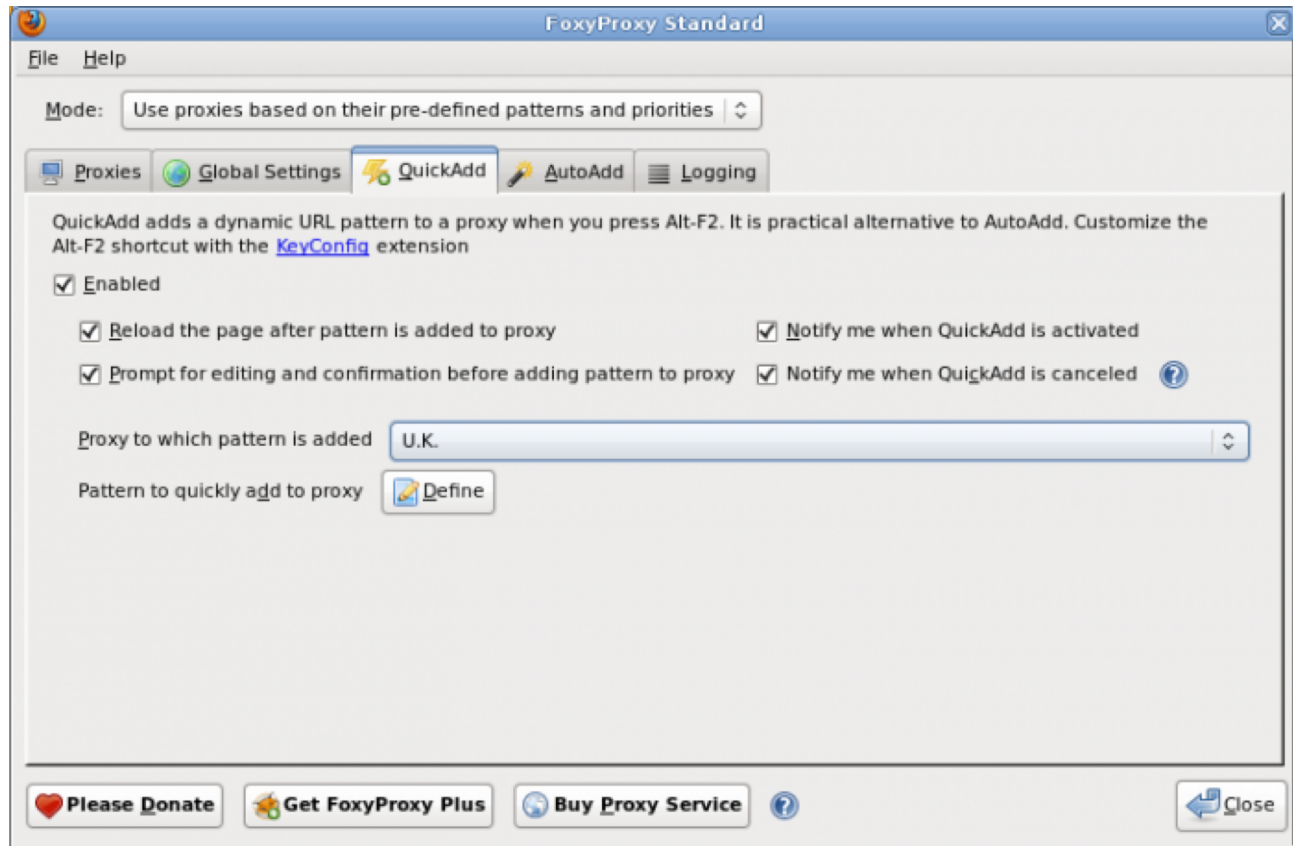 FoxyProxy Standard
File Help
Mode: Use proxies based on their pre-defined patterns and priorities
Proxies Global Settings QuickAdd AutoAdd Logging
QuickAdd adds a dynamic URL pattern to a proxy when you press Alt-F2. It is practical alternative to AutoAdd. Customize the
Alt-F2 shortcut with the KeyConfig extension
Enabled
Reload the page after pattern is added to proxy Notify me when QuickAdd is activated
Prompt for editing and confirmation before adding pattern to proxy Notify me when QuickAdd is canceled ?
Proxy to which pattern is added U.K.
Pattern to quickly add to proxy Define
Please Donate Get FoxyProxy Plus Buy Proxy Service ? Close